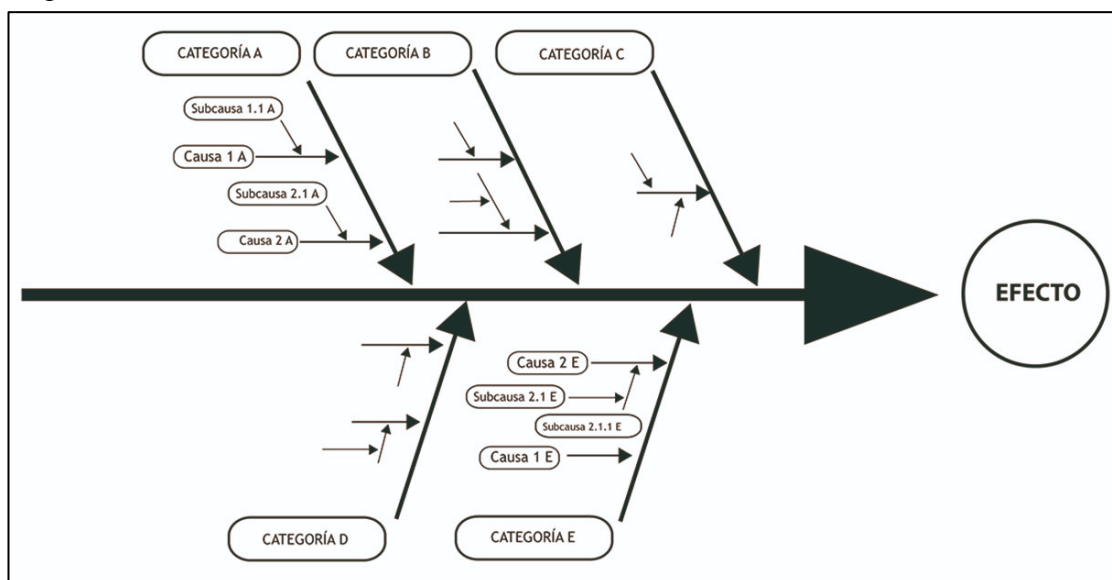 CATEGORÍA A
CATEGORÍA B
CATEGORÍA C
Subcausa 1.1 A
Causa 1 A
Subcausa 2.1 A
Causa 2 A
EFECTO
Causa 2 E
Subcausa 2.1 E
Subcausa 2.1.1 E
Causa 1 E
CATEGORÍA D
CATEGORÍA E